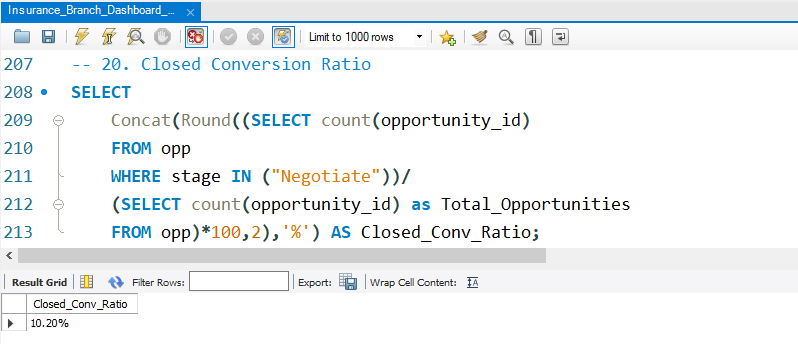 Insurance_Branch_Dashboard_...
Limit to 1000 rows
207 -- 20. Closed Conversion Ratio
208 SELECT
209 Concat(Round((SELECT count(opportunity_id)
210 FROM opp
211 WHERE stage IN ("Negotiate"))/
212 (SELECT count(opportunity_id) as Total_Opportunities
213 FROM opp)*100,2),'%') AS Closed_Conv_Ratio;
Result Grid Filter Rows: Export: Wrap Cell Content:
Closed_Conv_Ratio
10.20%